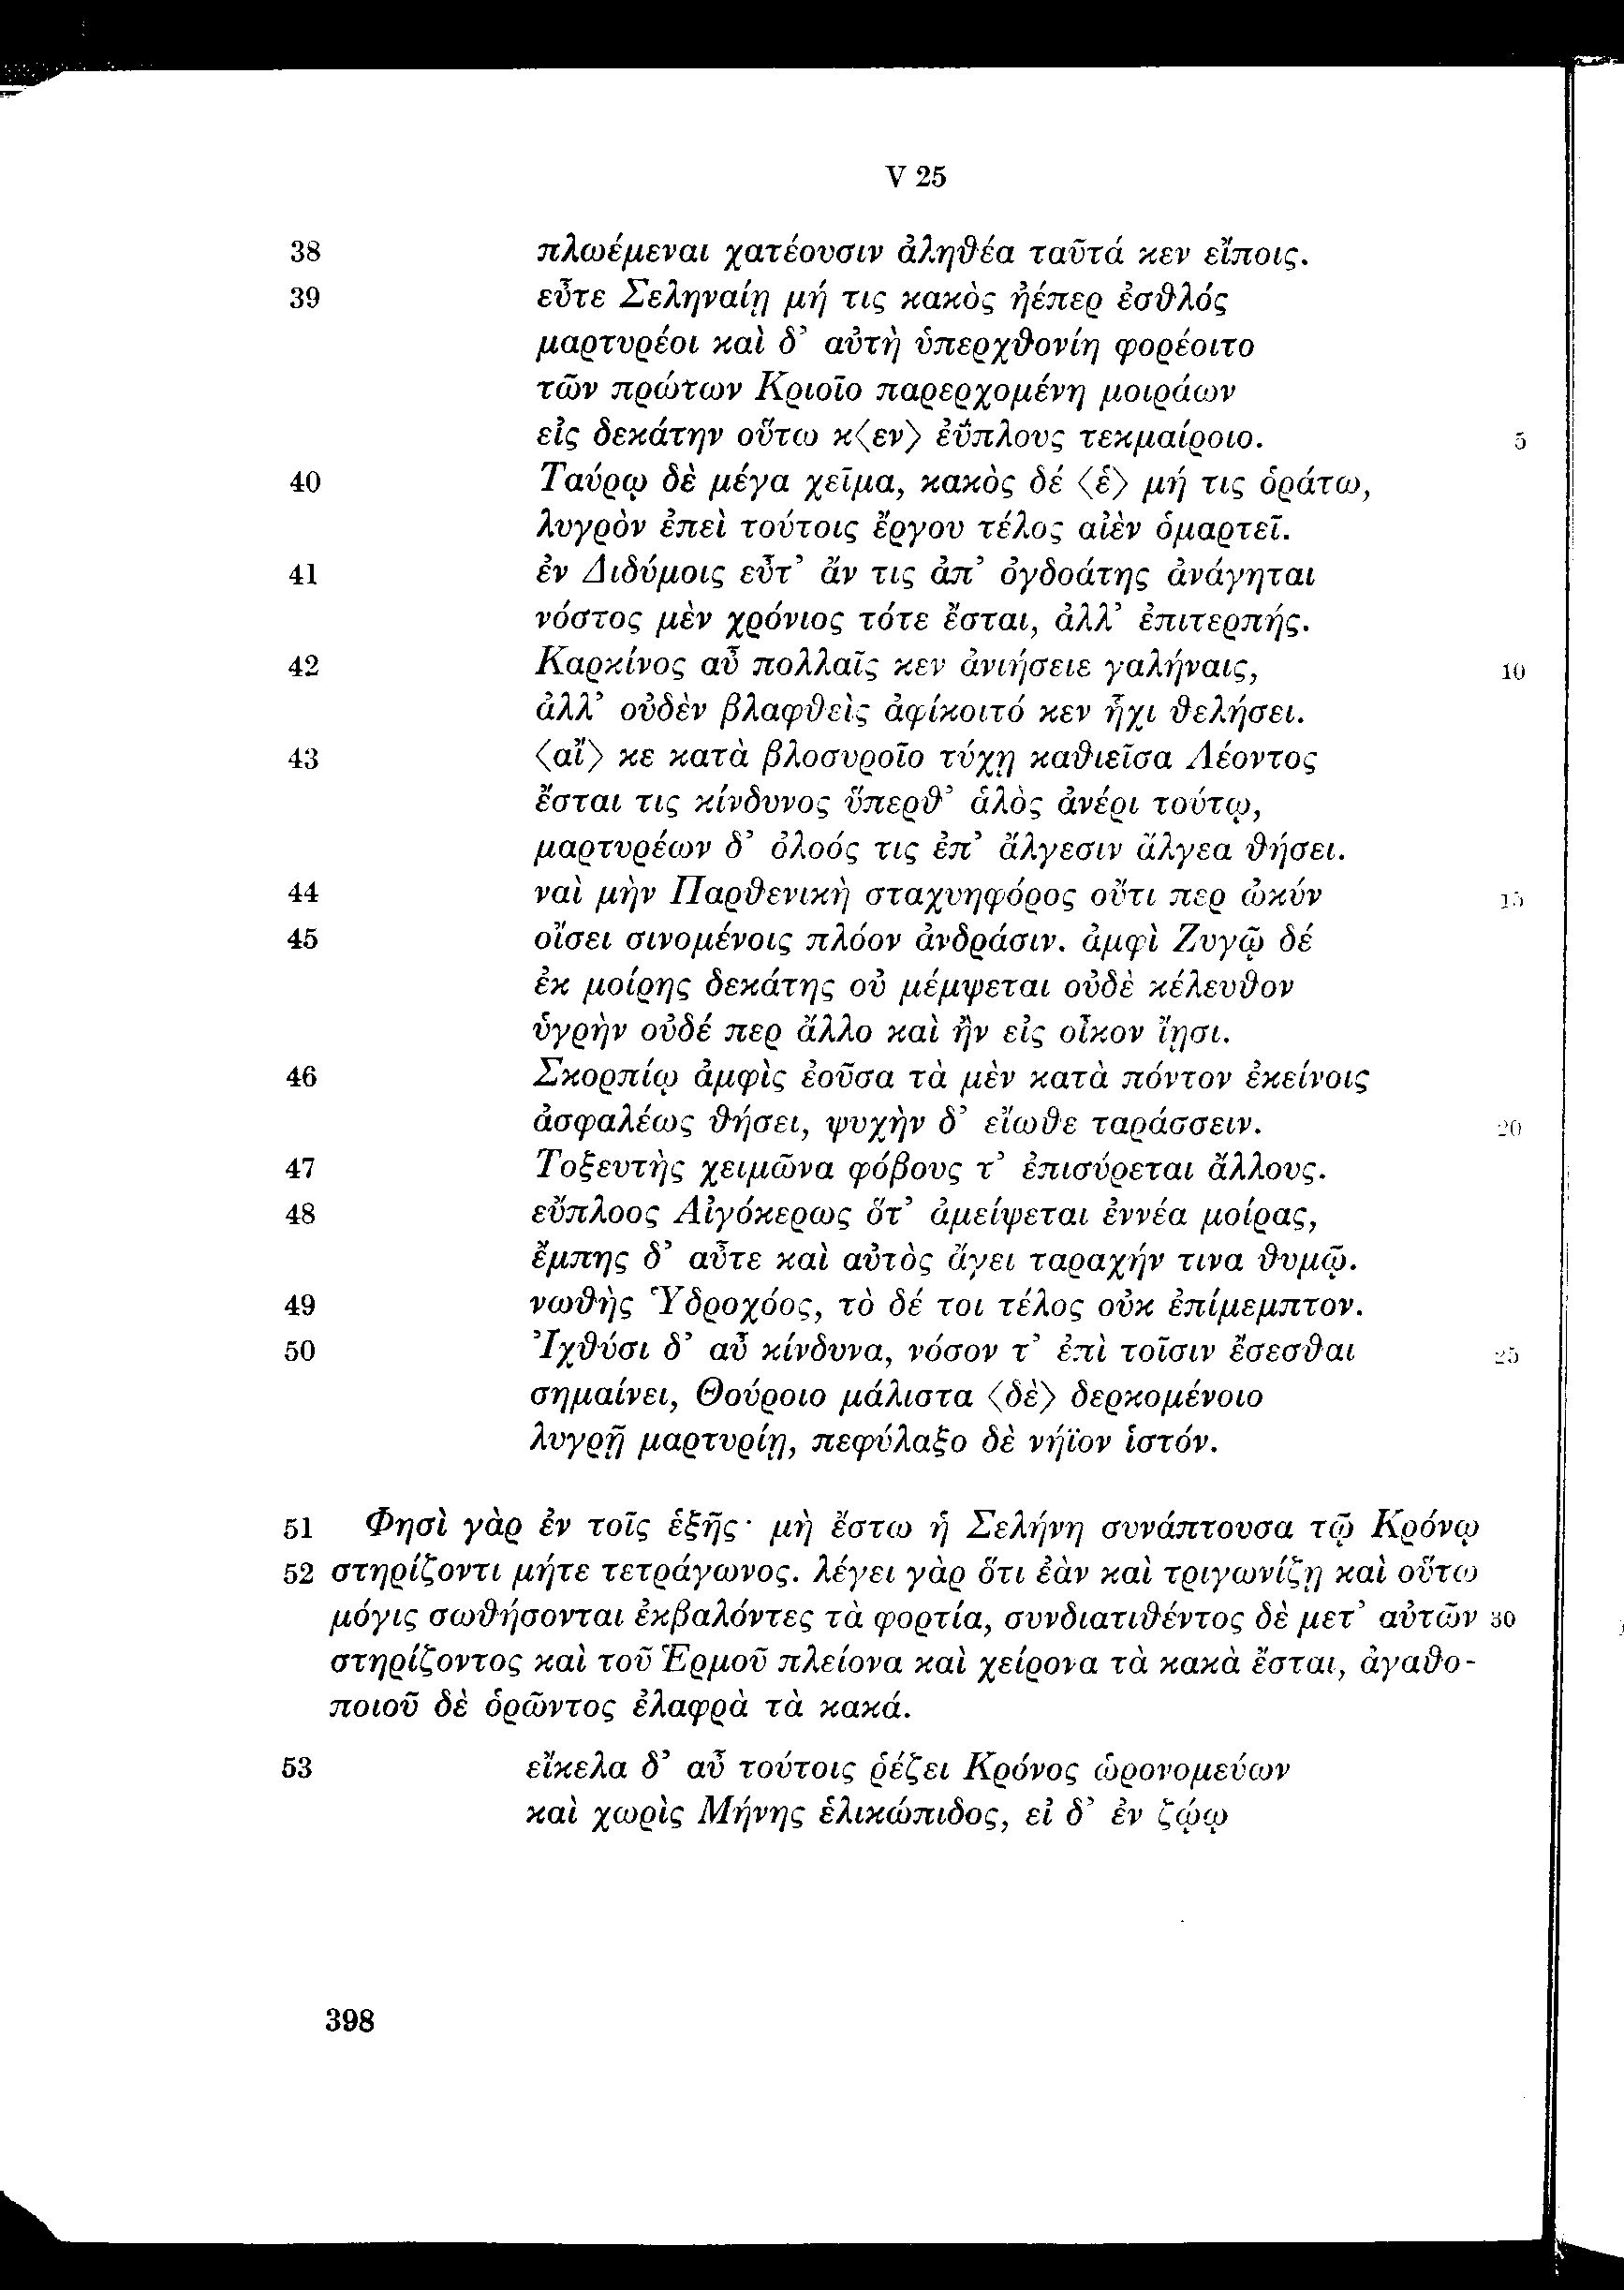 V 25
38 πλωέμεναι χατέουσιν ἀληθέα ταῦτά κεν εἴποις.
39 εὖτε Σεληναίῃ μή τις κακὸς ἠέπερ ἐσθλός
μαρτυρέοι καὶ δ’ αὐτὴ ὑπερχθονίη φορέοιτο
τῶν πρώτων Κριοῖο παρερχομένη μοιράων
εἰς δεκάτην οὕτω κ〈εν〉 ἐΰπλους τεκμαίροιο. 5
40 Ταύρῳ δὲ μέγα χεῖμα, κακὸς δέ 〈ἑ〉 μή τις ὁράτω,
λυγρὸν ἐπεὶ τούτοις ἔργου τέλος αἰὲν ὁμαρτεῖ.
41 ἐν Διδύμοις εὖτ’ ἄν τις ἀπ’ ὀγδοάτης ἀνάγηται
νόστος μὲν χρόνιος τότε ἔσται, ἀλλ’ ἐπιτερπής.
42 Καρκίνος αὖ πολλαῖς κεν ἀνιήσειε γαλήναις, 10
ἀλλ’ οὐδὲν βλαφθεὶς ἀφίκοιτό κεν ἧχι θελήσει.
43 〈αἴ〉 κε κατὰ βλοσυροῖο τύχῃ καθιεῖσα Λέοντος
ἔσται τις κίνδυνος ὕπερθ’ ἁλὸς ἀνέρι τούτῳ,
μαρτυρέων δ’ ὀλοός τις ἐπ’ ἄλγεσιν ἄλγεα θήσει.
44 ναὶ μὴν Παρθενικὴ σταχυηφόρος οὔτι περ ὠκύν 15
45 οἴσει σινομένοις πλόον ἀνδράσιν. ἀμφὶ Ζυγῷ δέ
ἐκ μοίρης δεκάτης οὐ μέμψεται οὐδὲ κέλευθον
ὑγρὴν οὐδέ περ ἄλλο καὶ ἢν εἰς οἶκον ἵῃσι.
46 Σκορπίῳ ἀμφὶς ἐοῦσα τὰ μὲν κατὰ πόντον ἐκείνοις
ἀσφαλέως θήσει, ψυχὴν δ’ εἴωθε ταράσσειν. 20
47 Τοξευτὴς χειμῶνα φόβους τ’ ἐπισύρεται ἄλλους.
48 εὔπλοος Αἰγόκερως ὅτ’ ἀμείψεται ἐννέα μοίρας,
ἔμπης δ’ αὖτε καὶ αὐτὸς ἄγει ταραχήν τινα θυμῷ.
49 νωθὴς Ὑδροχόος, τὸ δέ τοι τέλος οὐκ ἐπίμεμπτον.
50 Ἰχθύσι δ’ αὖ κίνδυνα, νόσον τ’ ἐπὶ τοῖσιν ἔσεσθαι 25
σημαίνει, Θούροιο μάλιστα 〈δὲ〉 δερκομένοιο
λυγρῇ μαρτυρίῃ, πεφύλαξο δὲ νήϊον ἱστόν.
51 Φησὶ γὰρ ἐν τοῖς ἑξῆς· μὴ ἔστω ἡ Σελήνη συνάπτουσα τῷ Κρόνῳ
52 στηρίζοντι μήτε τετράγωνος. λέγει γὰρ ὅτι ἐὰν καὶ τριγωνίζῃ καὶ οὕτω
μόγις σωθήσονται ἐκβαλόντες τὰ φορτία, συνδιατιθέντος δὲ μετ’ αὐτῶν 30
στηρίζοντος καὶ τοῦ Ἑρμοῦ πλείονα καὶ χείρονα τὰ κακὰ ἔσται, ἀγαθο-
ποιοῦ δὲ ὁρῶντος ἐλαφρὰ τὰ κακά.
53 εἴκελα δ’ αὖ τούτοις ῥέζει Κρόνος ὡρονομεύων
καὶ χωρὶς Μήνης ἑλικώπιδος, εἰ δ’ ἐν ζῴῳ
398